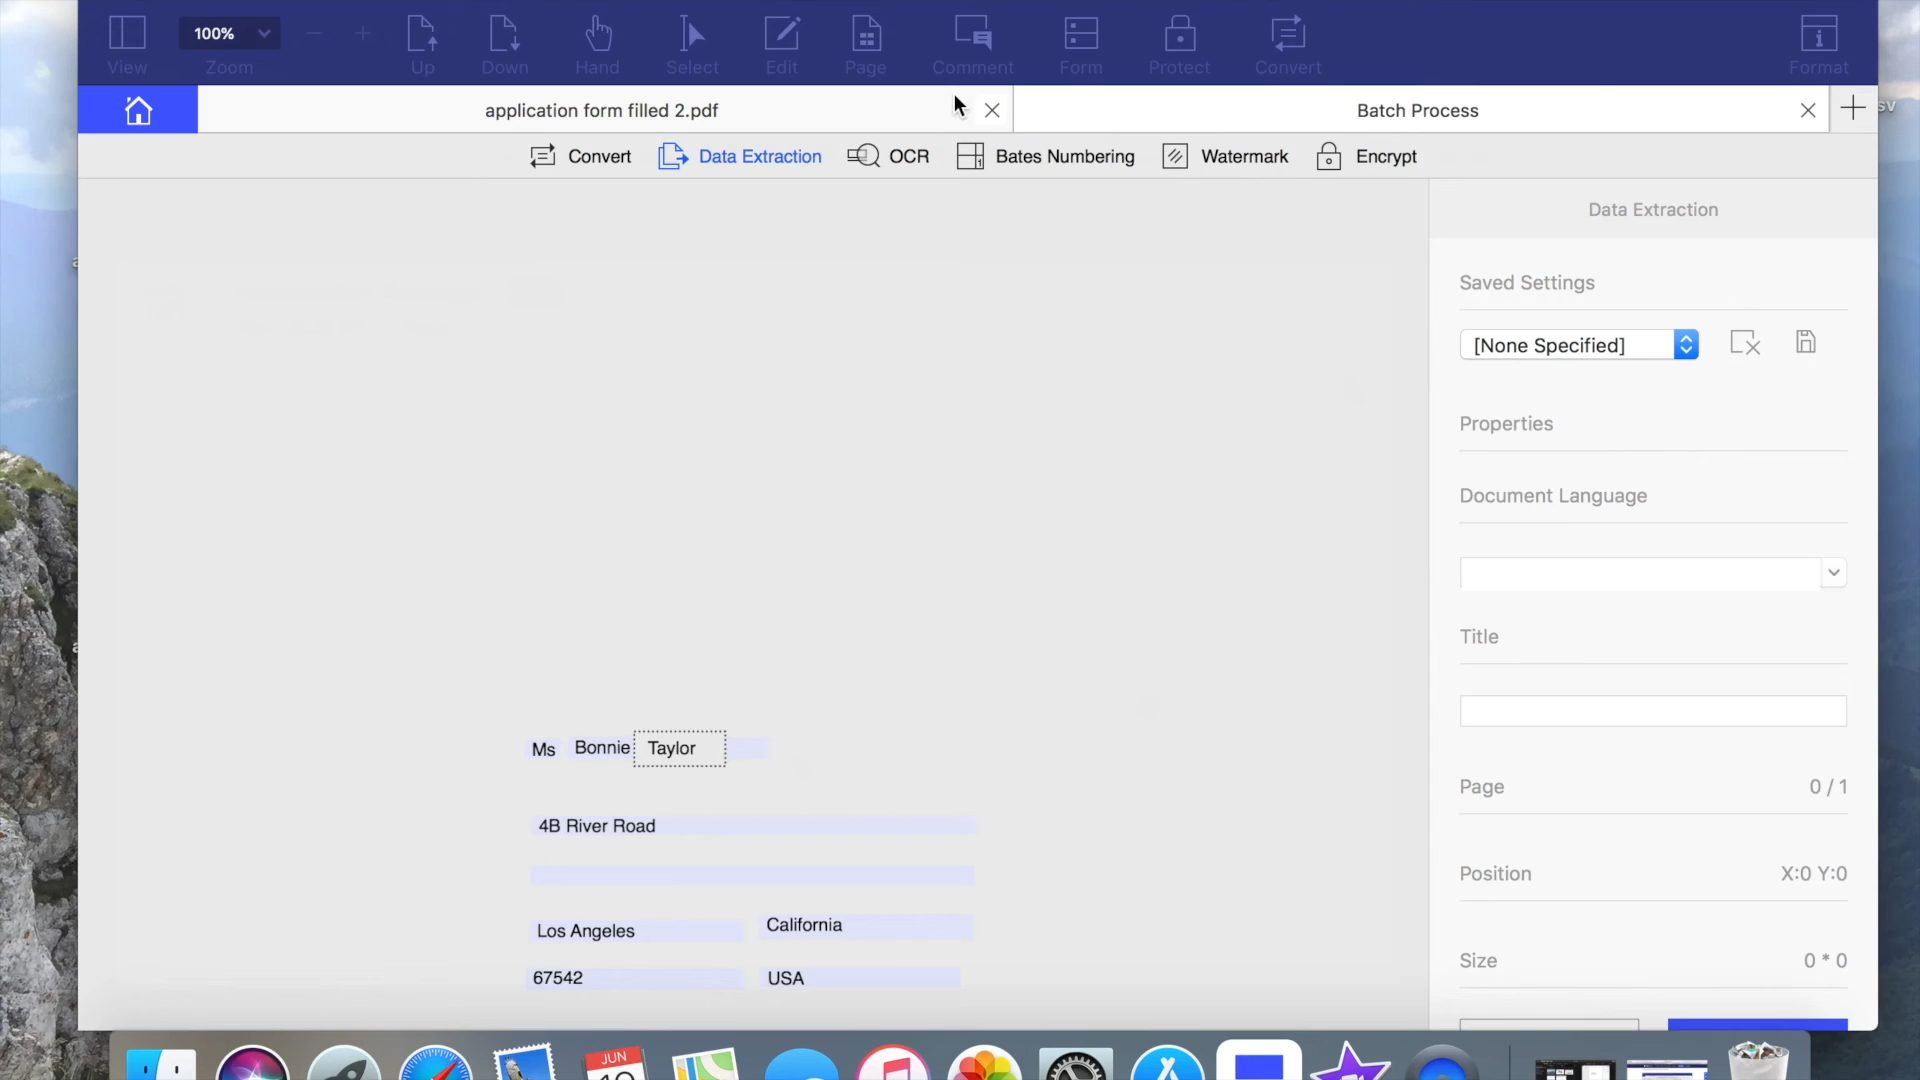 100%
View Zoom Up Down Hand Select Edit Page Comment Form Protect Convert Format
application form filled 2.pdf Batch Process
sv
Convert Data Extraction OCR Bates Numbering Watermark Encrypt
Data Extraction
Saved Settings
[None Specified]
Properties
Document Language
Title
Page 0 / 1
Position X:0 Y:0
Size 0 * 0
Ms Bonnie Taylor
4B River Road
Los Angeles California
67542 USA
JUN